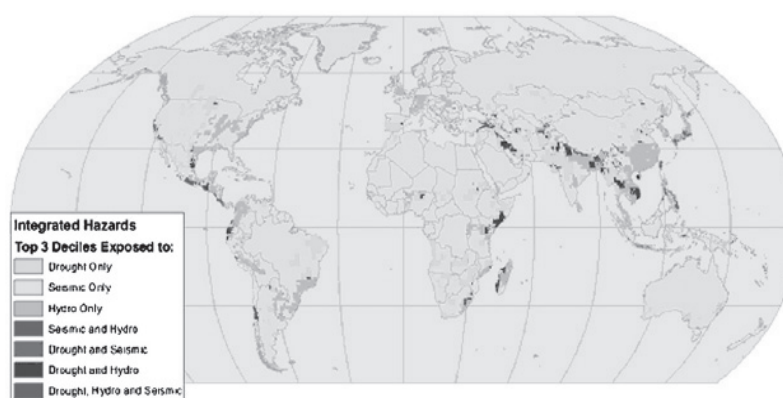 Integrated Hazards
Top 3 Deciles Exposed to:
Drought Only
Seismic Only
Hydro Only
Seismic and Hydro
Drought and Seismic
Drought and Hydro
Drought, Hydro and Seismic